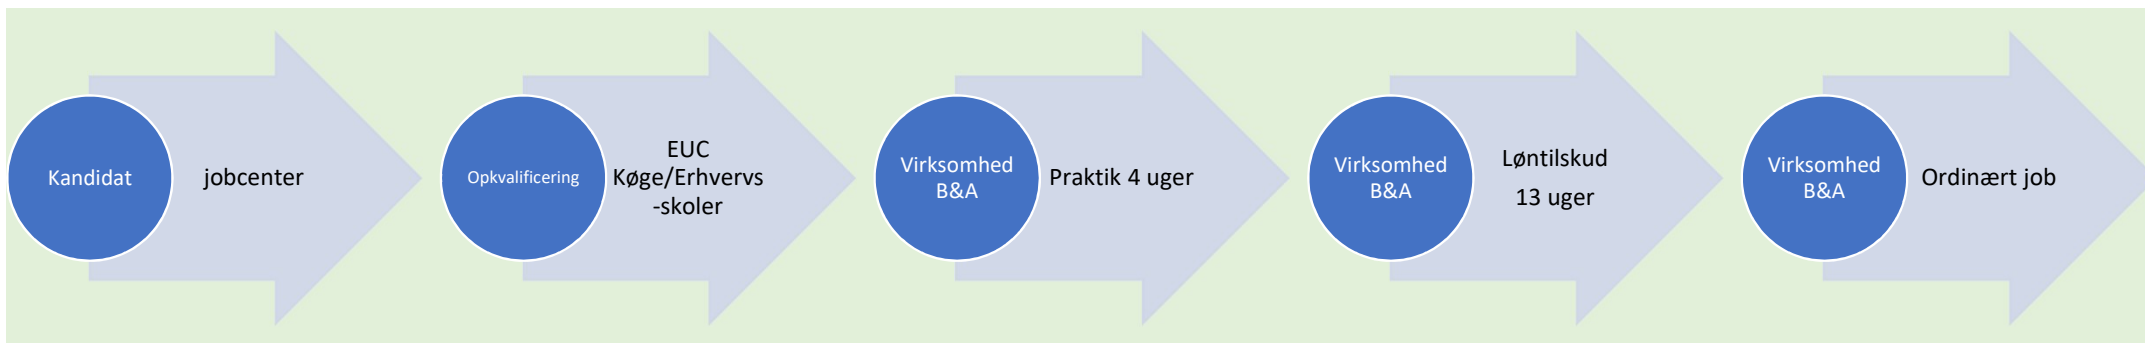 Kandidat
jobcenter
Opkvalificering
EUC
Køge/Erhvervs
-skoler
Virksomhed
B&A
Praktik 4 uger
Virksomhed
B&A
Løntilskud
13 uger
Virksomhed
B&A
Ordinært job